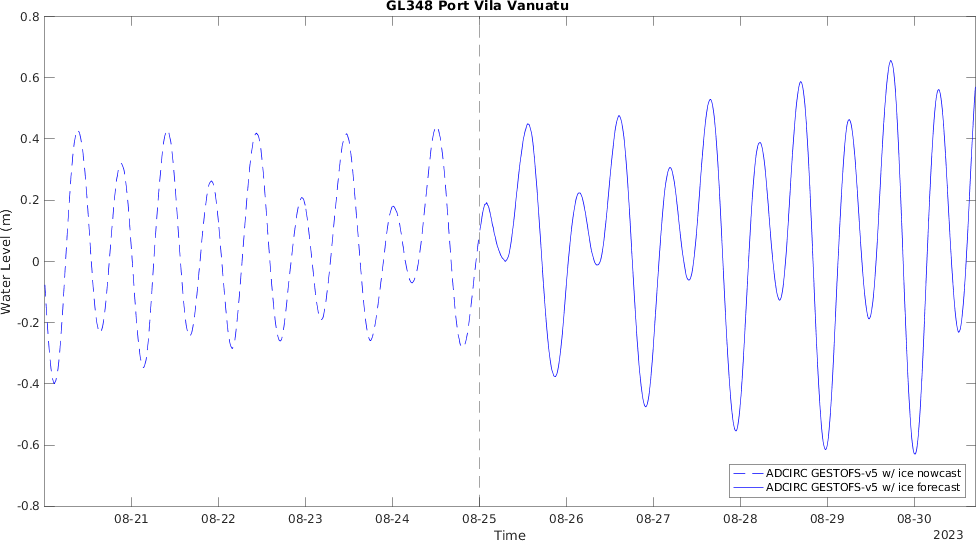 GL348 Port Vila Vanuatu
0.8
0.6
0.4
0.2
0
-0.2
-0.4
-0.6
-0.8
Water Level (m)
08-21 08-22 08-23 08-24 08-25 08-26 08-27 08-28 08-29 08-30
Time
2023
ADCIRC GESTOFS-v5 w/ ice nowcast
ADCIRC GESTOFS-v5 w/ ice forecast